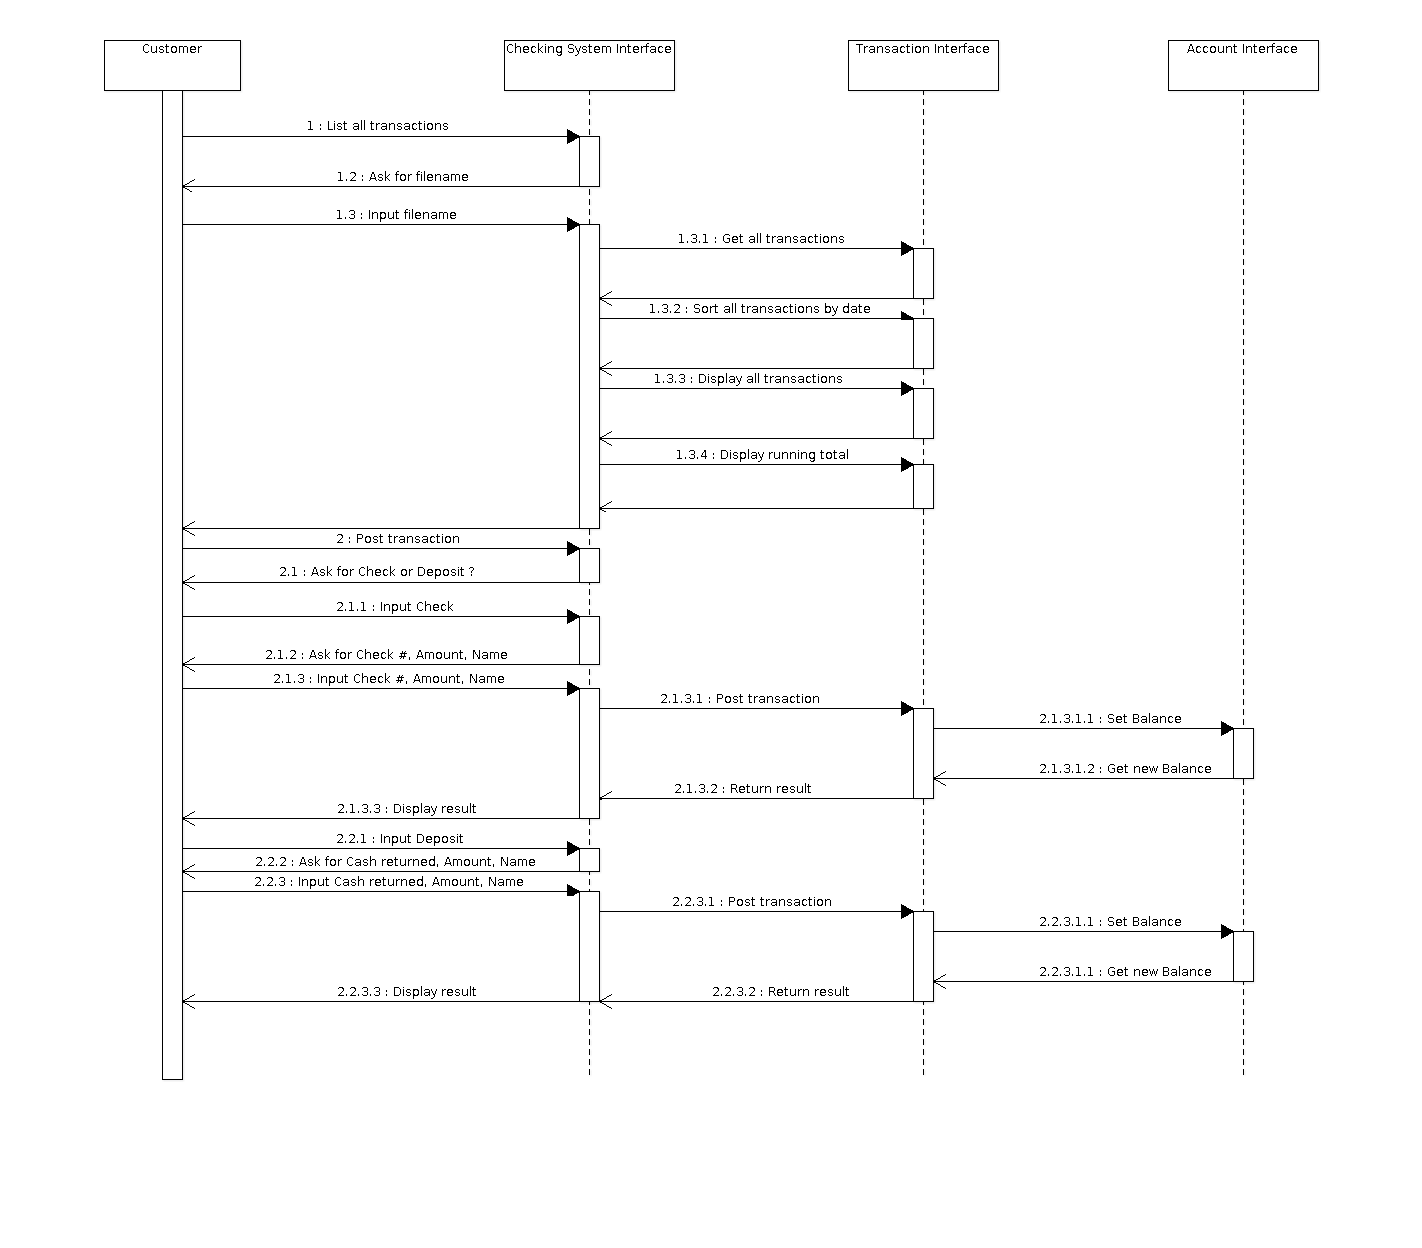 Customer
Checking System Interface
Transaction Interface
Account Interface
1 : List all transactions
1.2 : Ask for filename
1.3 : Input filename
1.3.1 : Get all transactions
1.3.2 : Sort all transactions by date
1.3.3 : Display all transactions
1.3.4 : Display running total
2 : Post transaction
2.1 : Ask for Check or Deposit ?
2.1.1 : Input Check
2.1.2 : Ask for Check #, Amount, Name
2.1.3 : Input Check #, Amount, Name
2.1.3.1 : Post transaction
2.1.3.1.1 : Set Balance
2.1.3.1.2 : Get new Balance
2.1.3.2 : Return result
2.1.3.3 : Display result
2.2.1 : Input Deposit
2.2.2 : Ask for Cash returned, Amount, Name
2.2.3 : Input Cash returned, Amount, Name
2.2.3.1 : Post transaction
2.2.3.1.1 : Set Balance
2.2.3.1.1 : Get new Balance
2.2.3.3 : Display result
2.2.3.2 : Return result